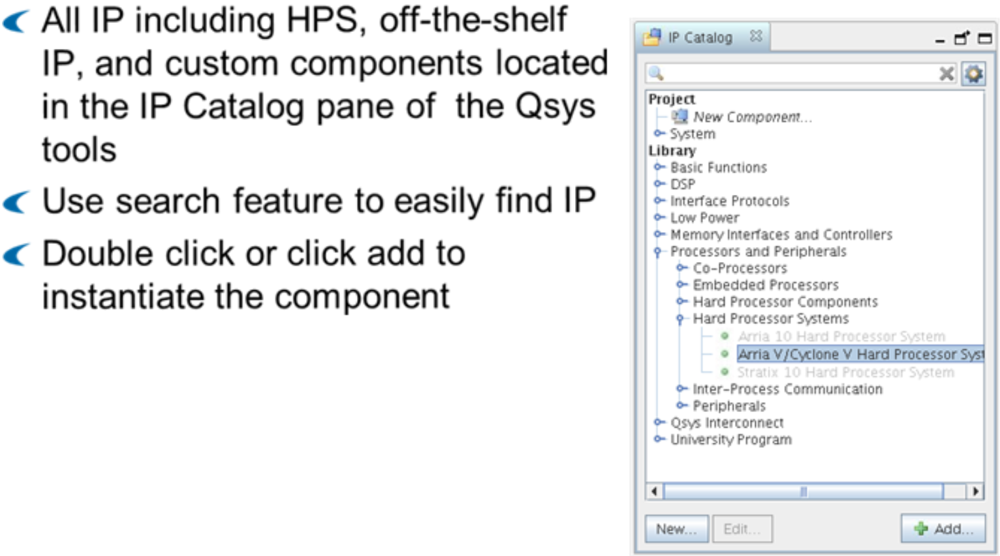 All IP including HPS, off-the-shelf
IP, and custom components located
in the IP Catalog pane of the Qsys
tools
Use search feature to easily find IP
Double click or click add to
instantiate the component
IP Catalog
Project
New Component...
System
Library
Basic Functions
DSP
Interface Protocols
Low Power
Memory Interfaces and Controllers
Processors and Peripherals
Co-Processors
Embedded Processors
Hard Processor Components
Hard Processor Systems
Arria 10 Hard Processor System
Arria V/Cyclone V Hard Processor Syst
Stratix 10 Hard Processor System
Inter-Process Communication
Peripherals
Qsys Interconnect
University Program
New... Edit... Add...